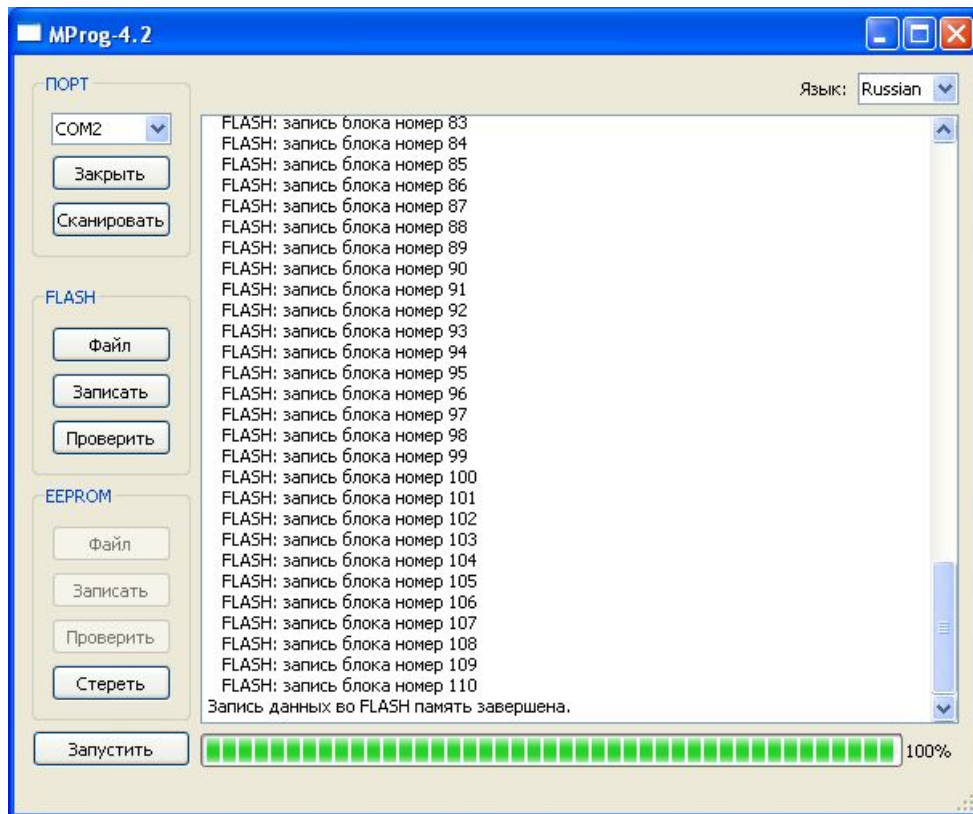 MProg-4.2
ПОРТ
COM2
Закрыть
Сканировать
FLASH
Файл
Записать
Проверить
EEPROM
Файл
Записать
Проверить
Стереть
Запустить
Язык: Russian
FLASH: запись блока номер 83
FLASH: запись блока номер 84
FLASH: запись блока номер 85
FLASH: запись блока номер 86
FLASH: запись блока номер 87
FLASH: запись блока номер 88
FLASH: запись блока номер 89
FLASH: запись блока номер 90
FLASH: запись блока номер 91
FLASH: запись блока номер 92
FLASH: запись блока номер 93
FLASH: запись блока номер 94
FLASH: запись блока номер 95
FLASH: запись блока номер 96
FLASH: запись блока номер 97
FLASH: запись блока номер 98
FLASH: запись блока номер 99
FLASH: запись блока номер 100
FLASH: запись блока номер 101
FLASH: запись блока номер 102
FLASH: запись блока номер 103
FLASH: запись блока номер 104
FLASH: запись блока номер 105
FLASH: запись блока номер 106
FLASH: запись блока номер 107
FLASH: запись блока номер 108
FLASH: запись блока номер 109
FLASH: запись блока номер 110
Запись данных во FLASH память завершена.
100%